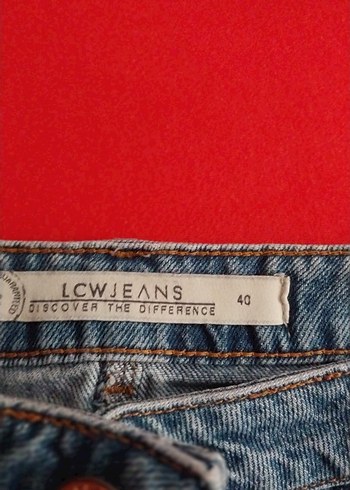 LCWJEANS
DISCOVER THE DIFFERENCE
40